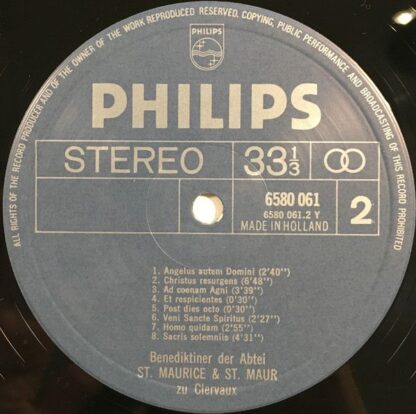 ALL RIGHTS OF THE RECORD PRODUCER AND OF THE OWNER OF THE WORK REPRODUCED RESERVED. COPYING, PUBLIC PERFORMANCE AND BROADCASTING OF THIS RECORD PROHIBITED
PHILIPS
PHILIPS
STEREO 33 1/3
6580 061
6580 061.2 Y
MADE IN HOLLAND
2
1. Angelus autem Domini (2'40'')
2. Christus resurgens (6'48'')
3. Ad coenam Agni (3'39'')
4. Et respicientes (0'30'')
5. Post dies octo (0'30'')
6. Veni Sancte Spiritus (2'27'')
7. Homo quidam (2'55'')
8. Sacris solemniis (4'31'')
Benediktiner der Abtei
ST. MAURICE & ST. MAUR
zu Clervaux